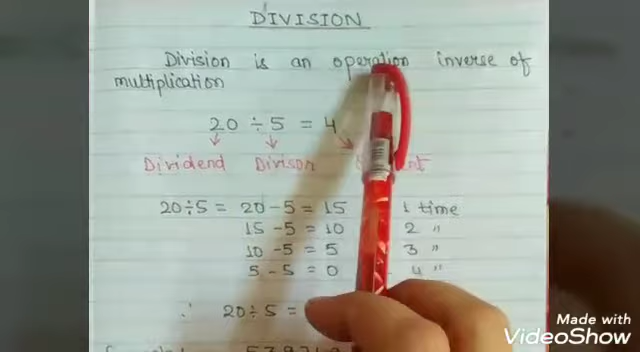 DIVISION
Division is an operation inverse of
multiplication
20 ÷ 5 = 4
Dividend Divison
20÷5 = 20 - 5 = 15 1 time
15 - 5 = 10 2 "
10 - 5 = 5 3 "
5 - 5 = 0 4 "
∴ 20÷5 =
Made with
VideoShow